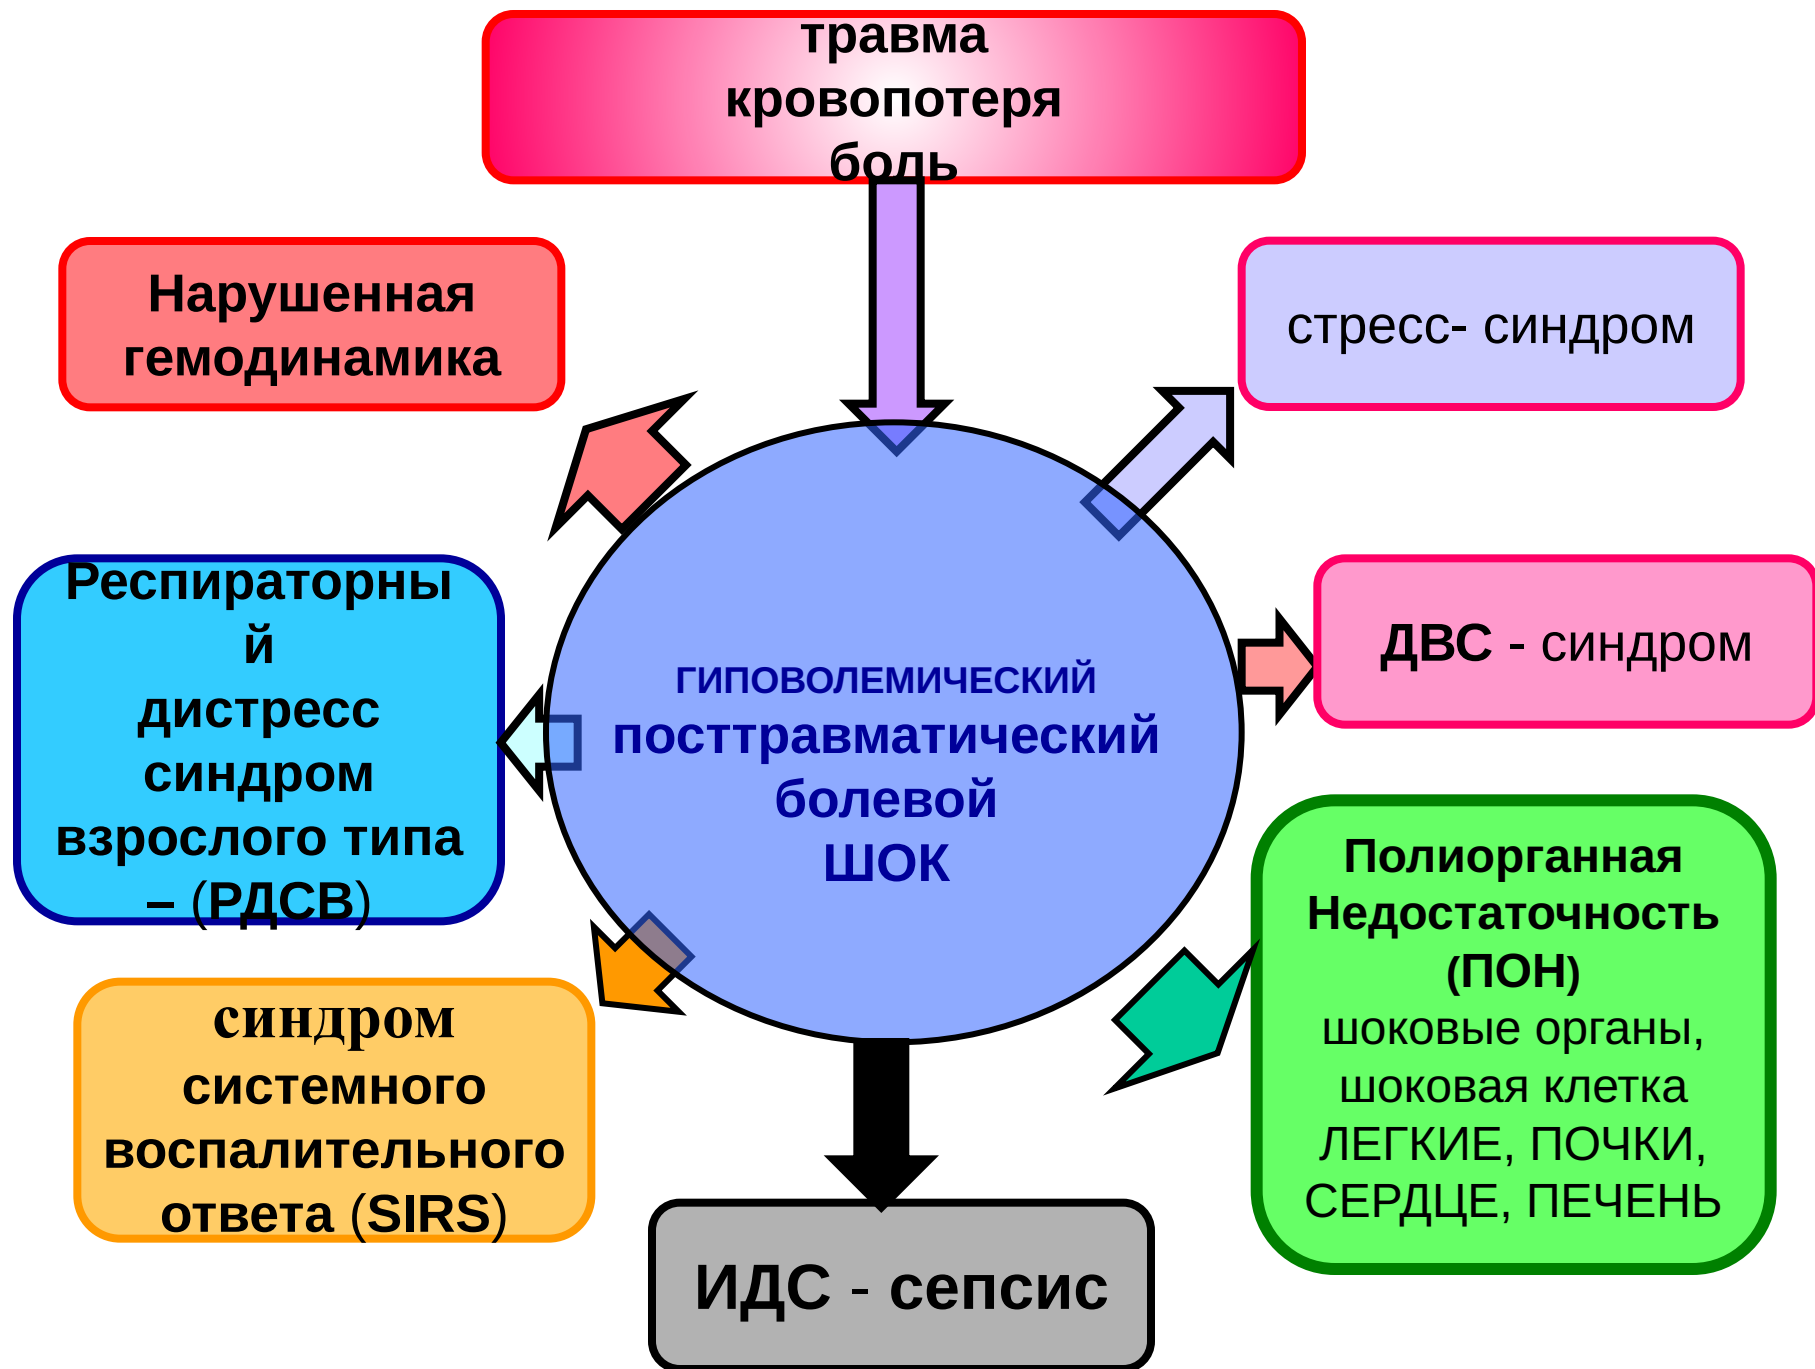 травма
кровопотеря
боль
Нарушенная
гемодинамика
стресс- синдром
Респираторны
й
дистресс
синдром
взрослого типа
– (РДСВ)
ГИПОВОЛЕМИЧЕСКИЙ
посттравматический
болевой
ШОК
ДВС - синдром
Полиорганная
Недостаточность
(ПОН)
шоковые органы,
шоковая клетка
ЛЕГКИЕ, ПОЧКИ,
СЕРДЦЕ, ПЕЧЕНЬ
синдром
системного
воспалительного
ответа (SIRS)
ИДС - сепсис